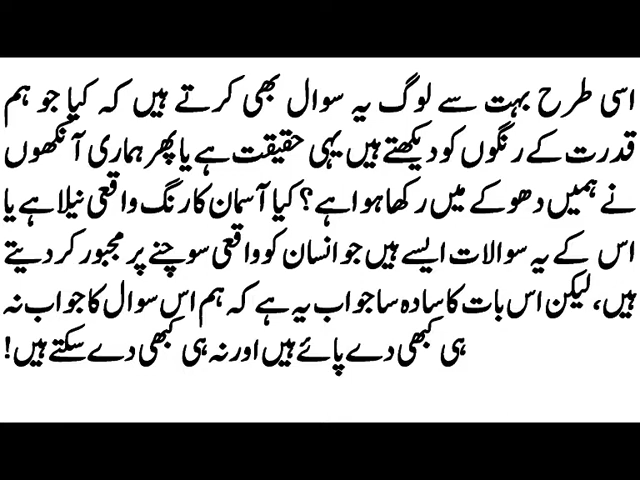 اسی طرح بہت سے لوگ یہ سوال بھی کرتے ہیں کہ کیا جو ہم
قدرت کے رنگوں کو دیکھتے ہیں یہی حقیقت ہے یا پھر ہماری آنکھوں
نے ہمیں دھوکے میں رکھا ہوا ہے؟ کیا آسمان کا رنگ واقعی نیلا ہے یا
اس کے یہ سوالات ایسے ہیں جو انسان کو واقعی سوچنے پر مجبور کر دیتے
ہیں، لیکن اس بات کا سادہ سا جواب یہ ہے کہ ہم اس سوال کا جواب نہ
ہی کبھی دے پائے ہیں اور نہ ہی کبھی دے سکتے ہیں!